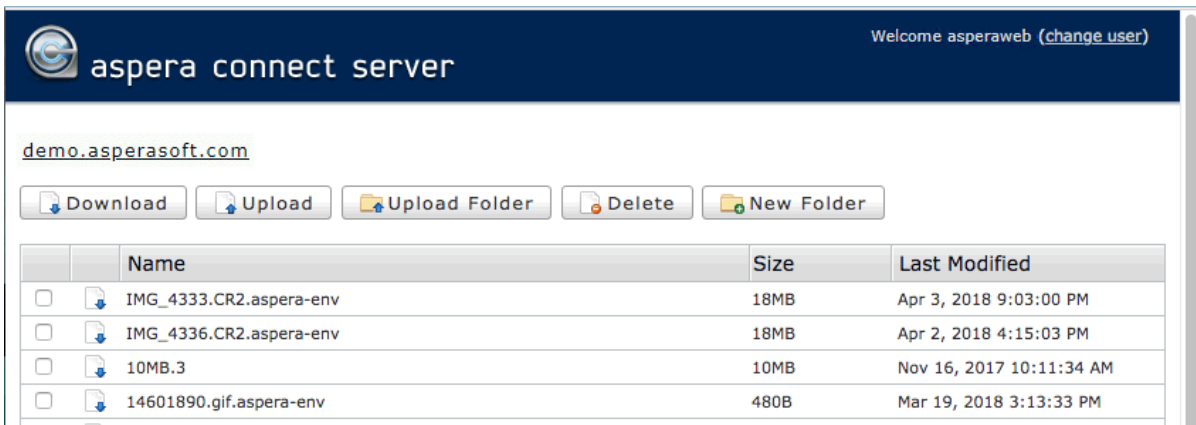 Welcome asperaweb (change user)
aspera connect server
demo.asperasoft.com
Download Upload Upload Folder Delete New Folder
Name Size Last Modified
IMG_4333.CR2.aspera-env 18MB Apr 3, 2018 9:03:00 PM
IMG_4336.CR2.aspera-env 18MB Apr 2, 2018 4:15:03 PM
10MB.3 10MB Nov 16, 2017 10:11:34 AM
14601890.gif.aspera-env 480B Mar 19, 2018 3:13:33 PM